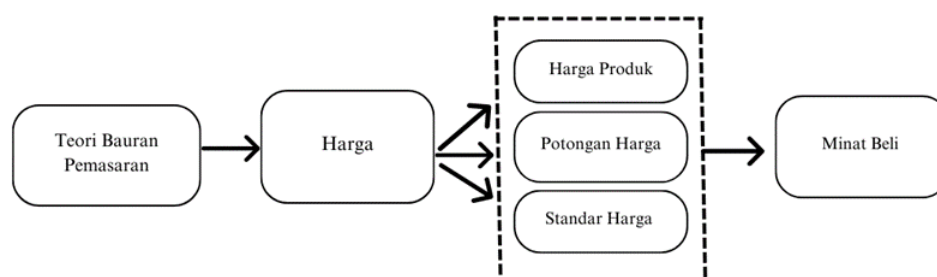 Teori Bauran
Pemasaran
Harga
Harga Produk
Potongan Harga
Standar Harga
Minat Beli